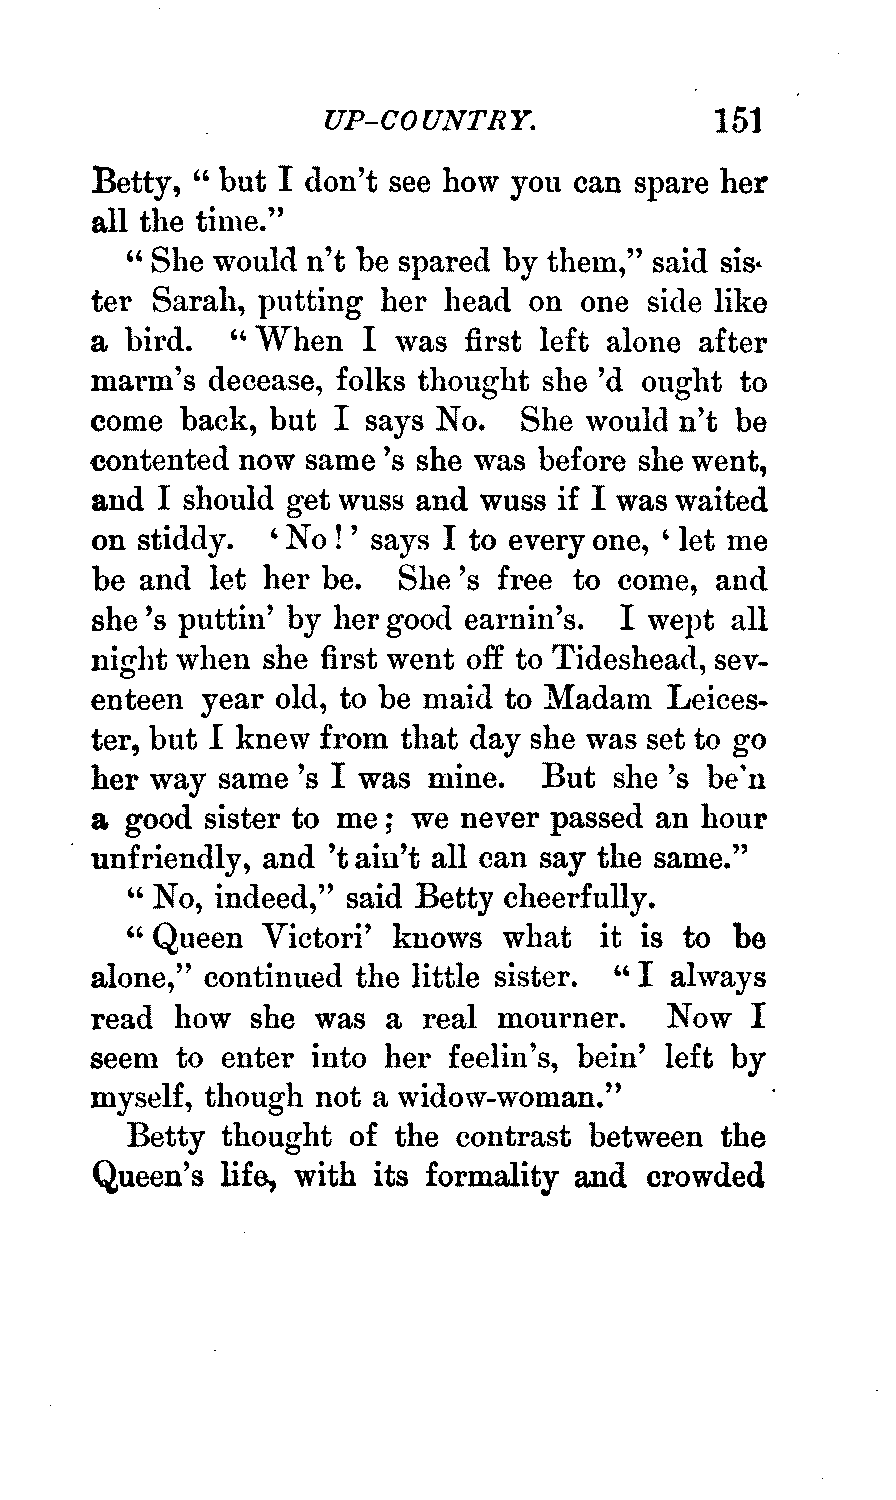 UP-COUNTRY. 151
Betty, “ but I don't see how you can spare her
all the time.”
“ She would n't be spared by them,” said sis-
ter Sarah, putting her head on one side like
a bird. “ When I was first left alone after
marm's decease, folks thought she 'd ought to
come back, but I says No. She would n't be
contented now same 's she was before she went,
and I should get wuss and wuss if I was waited
on stiddy. ‘ No ! ’ says I to every one, ‘ let me
be and let her be. She 's free to come, and
she 's puttin' by her good earnin's. I wept all
night when she first went off to Tideshead, sev-
enteen year old, to be maid to Madam Leices-
ter, but I knew from that day she was set to go
her way same 's I was mine. But she 's be'n
a good sister to me ; we never passed an hour
unfriendly, and 't ain't all can say the same.”
“ No, indeed,” said Betty cheerfully.
“ Queen Victori' knows what it is to be
alone,” continued the little sister. “ I always
read how she was a real mourner. Now I
seem to enter into her feelin's, bein' left by
myself, though not a widow-woman.”
Betty thought of the contrast between the
Queen's life, with its formality and crowded